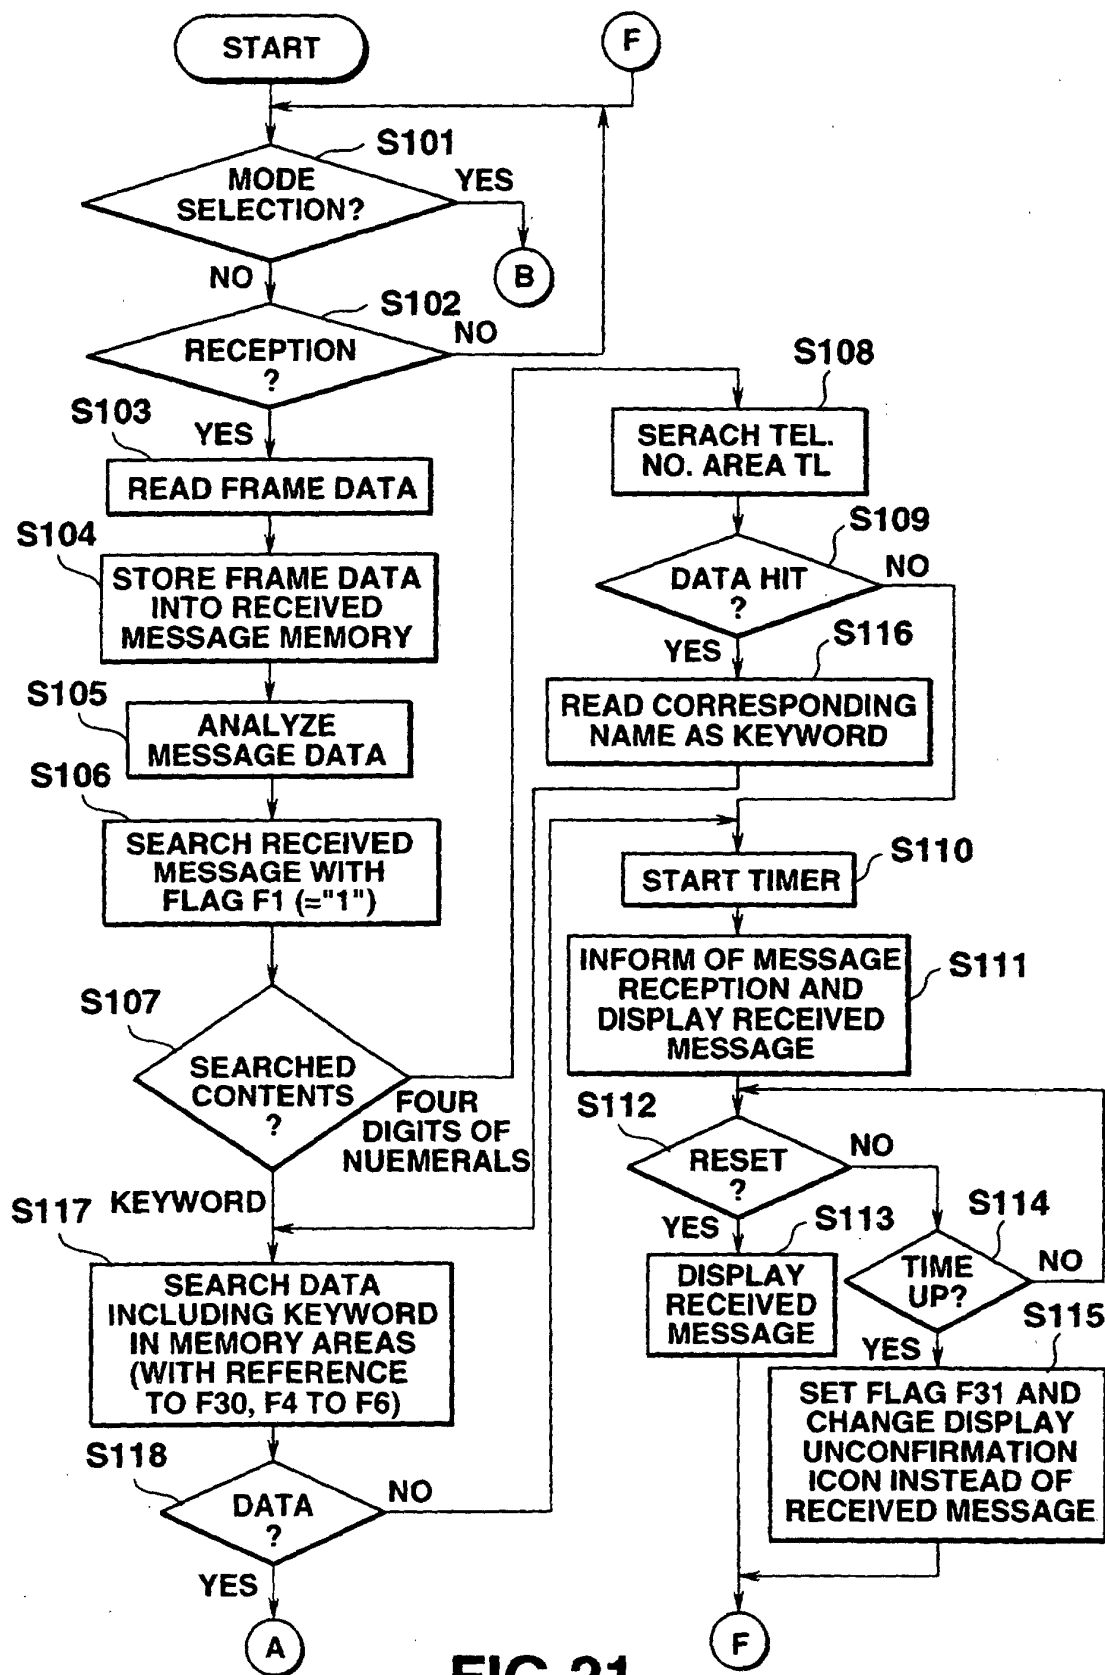 START
F
S101
MODE
SELECTION?
YES
B
NO
S102
RECEPTION
?
NO
S103
YES
READ FRAME DATA
S104
STORE FRAME DATA
INTO RECEIVED
MESSAGE MEMORY
S105
ANALYZE
MESSAGE DATA
S106
SEARCH RECEIVED
MESSAGE WITH
FLAG F1 (="1")
S107
SEARCHED
CONTENTS
?
FOUR
DIGITS OF
NUEMERALS
KEYWORD
S117
SEARCH DATA
INCLUDING KEYWORD
IN MEMORY AREAS
(WITH REFERENCE
TO F30, F4 TO F6)
S118
DATA
?
NO
YES
A
S108
SERACH TEL.
NO. AREA TL
S109
DATA HIT
?
NO
YES
S116
READ CORRESPONDING
NAME AS KEYWORD
S110
START TIMER
S111
INFORM OF MESSAGE
RECEPTION AND
DISPLAY RECEIVED
MESSAGE
S112
RESET
?
NO
YES
S113
DISPLAY
RECEIVED
MESSAGE
S114
TIME
UP?
NO
YES
S115
SET FLAG F31 AND
CHANGE DISPLAY
UNCONFIRMATION
ICON INSTEAD OF
RECEIVED MESSAGE
F
FIG.21